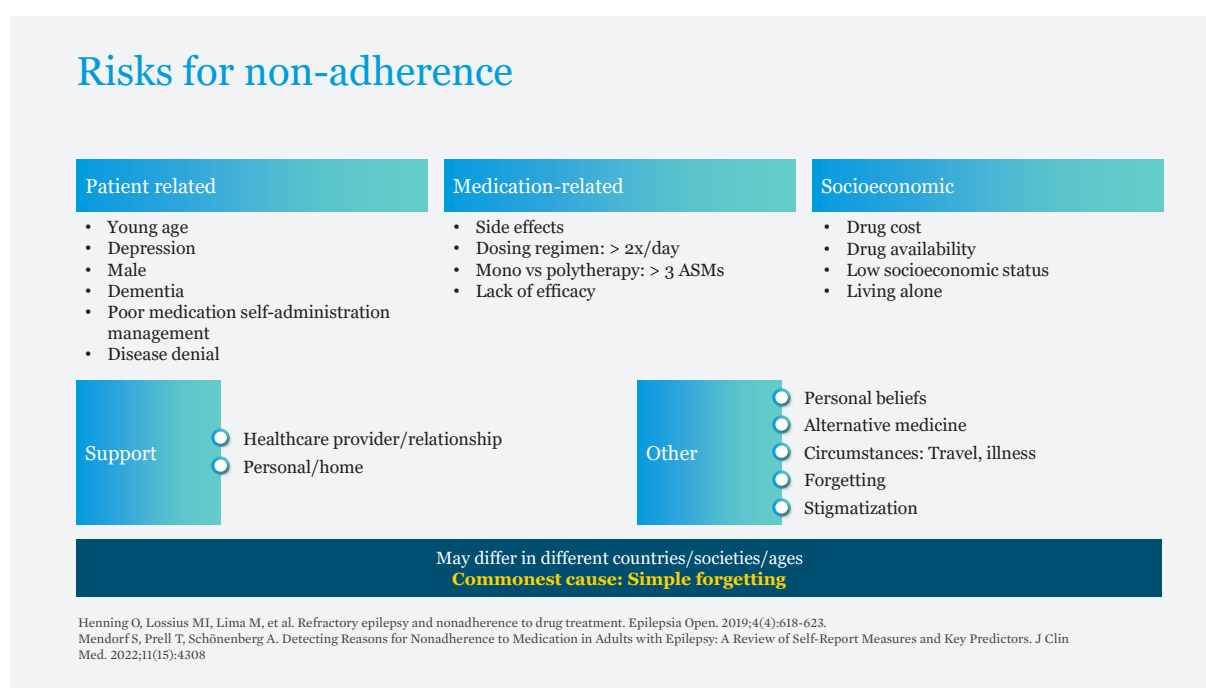 Risks for non-adherence
Patient related
• Young age
• Depression
• Male
• Dementia
• Poor medication self-administration
management
• Disease denial
Medication-related
• Side effects
• Dosing regimen: > 2x/day
• Mono vs polytherapy: > 3 ASMs
• Lack of efficacy
Socioeconomic
• Drug cost
• Drug availability
• Low socioeconomic status
• Living alone
Support
Healthcare provider/relationship
Personal/home
Other
Personal beliefs
Alternative medicine
Circumstances: Travel, illness
Forgetting
Stigmatization
May differ in different countries/societies/ages
Commonest cause: Simple forgetting
Henning O, Lossius MI, Lima M, et al. Refractory epilepsy and nonadherence to drug treatment. Epilepsia Open. 2019;4(4):618-623.
Mendorf S, Prell T, Schönenberg A. Detecting Reasons for Nonadherence to Medication in Adults with Epilepsy: A Review of Self-Report Measures and Key Predictors. J Clin
Med. 2022;11(15):4308